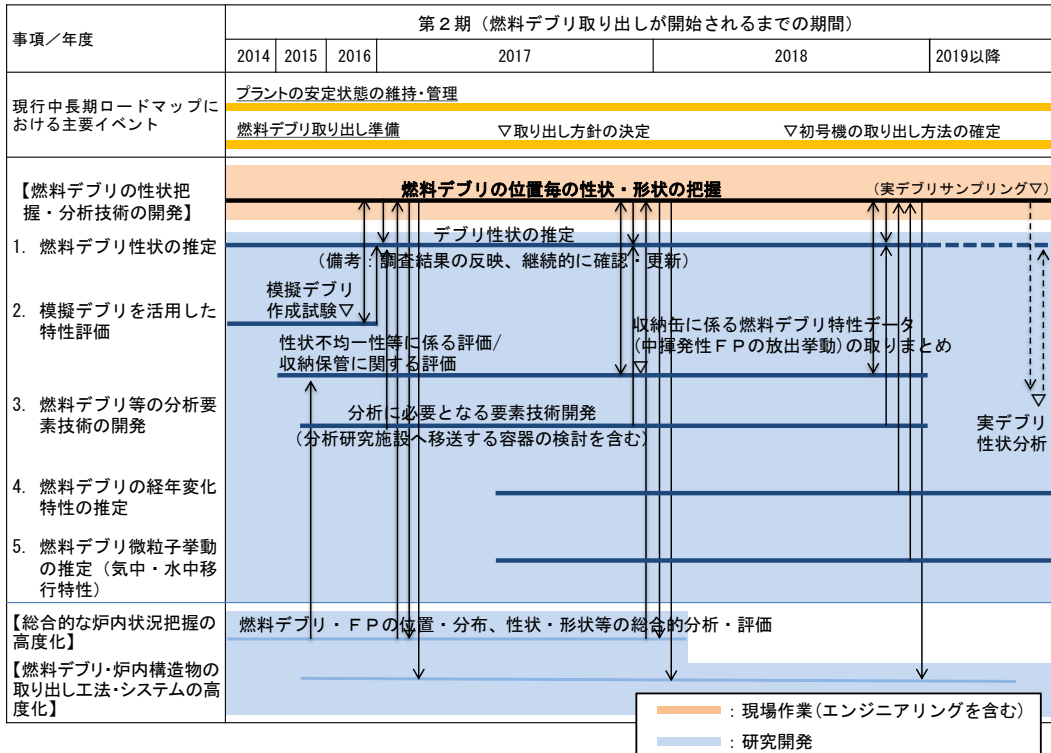 事項／年度
第２期（燃料デブリ取り出しが開始されるまでの期間）
2014
2015
2016
2017
2018
2019以降
現行中長期ロードマップに
おける主要イベント
プラントの安定状態の維持・管理
燃料デブリ取り出し準備
▽取り出し方針の決定
▽初号機の取り出し方法の確定
【燃料デブリの性状把
握・分析技術の開発】
燃料デブリの位置毎の性状・形状の把握
（実デブリサンプリング▽）
1. 燃料デブリ性状の推定
デブリ性状の推定
（備考：調査結果の反映、継続的に確認・更新）
2. 模擬デブリを活用した
特性評価
模擬デブリ
作成試験▽
性状不均一性等に係る評価/
収納保管に関する評価
収納缶に係る燃料デブリ特性データ
（中揮発性ＦＰの放出挙動）の取りまとめ
▽
3. 燃料デブリ等の分析要
素技術の開発
分析に必要となる要素技術開発
（分析研究施設へ移送する容器の検討を含む）
▽
実デブリ
性状分析
4. 燃料デブリの経年変化
特性の推定
5. 燃料デブリ微粒子挙動
の推定（気中・水中移
行特性）
【総合的な炉内状況把握の
高度化】
燃料デブリ・ＦＰの位置・分布、性状・形状等の総合的分析・評価
【燃料デブリ・炉内構造物の
取り出し工法・システムの高
度化】
：現場作業（エンジニアリングを含む）
：研究開発